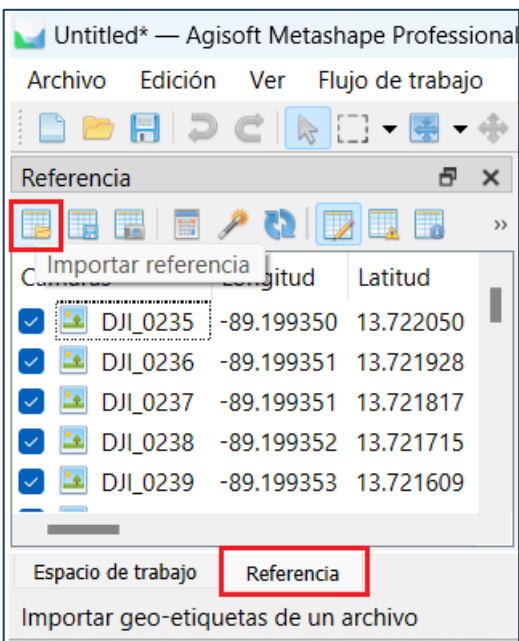 Untitled* — Agisoft Metashape Professional
Archivo Edición Ver Flujo de trabajo
Referencia
»
Importar referencia
Longitud Latitud
DJI_0235 -89.199350 13.722050
DJI_0236 -89.199351 13.721928
DJI_0237 -89.199351 13.721817
DJI_0238 -89.199352 13.721715
DJI_0239 -89.199353 13.721609
Espacio de trabajo Referencia
Importar geo-etiquetas de un archivo